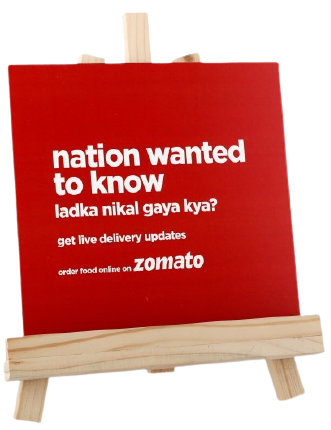 nation wanted
to know
ladka nikal gaya kya?
get live delivery updates
order food online on zomato